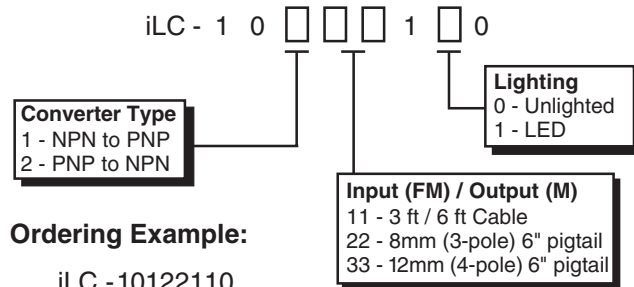 iLC - 1 0 □ □ □ 1 □ 0
Lighting
0 - Unlighted
1 - LED
Converter Type
1 - NPN to PNP
2 - PNP to NPN
Input (FM) / Output (M)
11 - 3 ft / 6 ft Cable
22 - 8mm (3-pole) 6" pigtail
33 - 12mm (4-pole) 6" pigtail
Ordering Example:
iLC -10122110